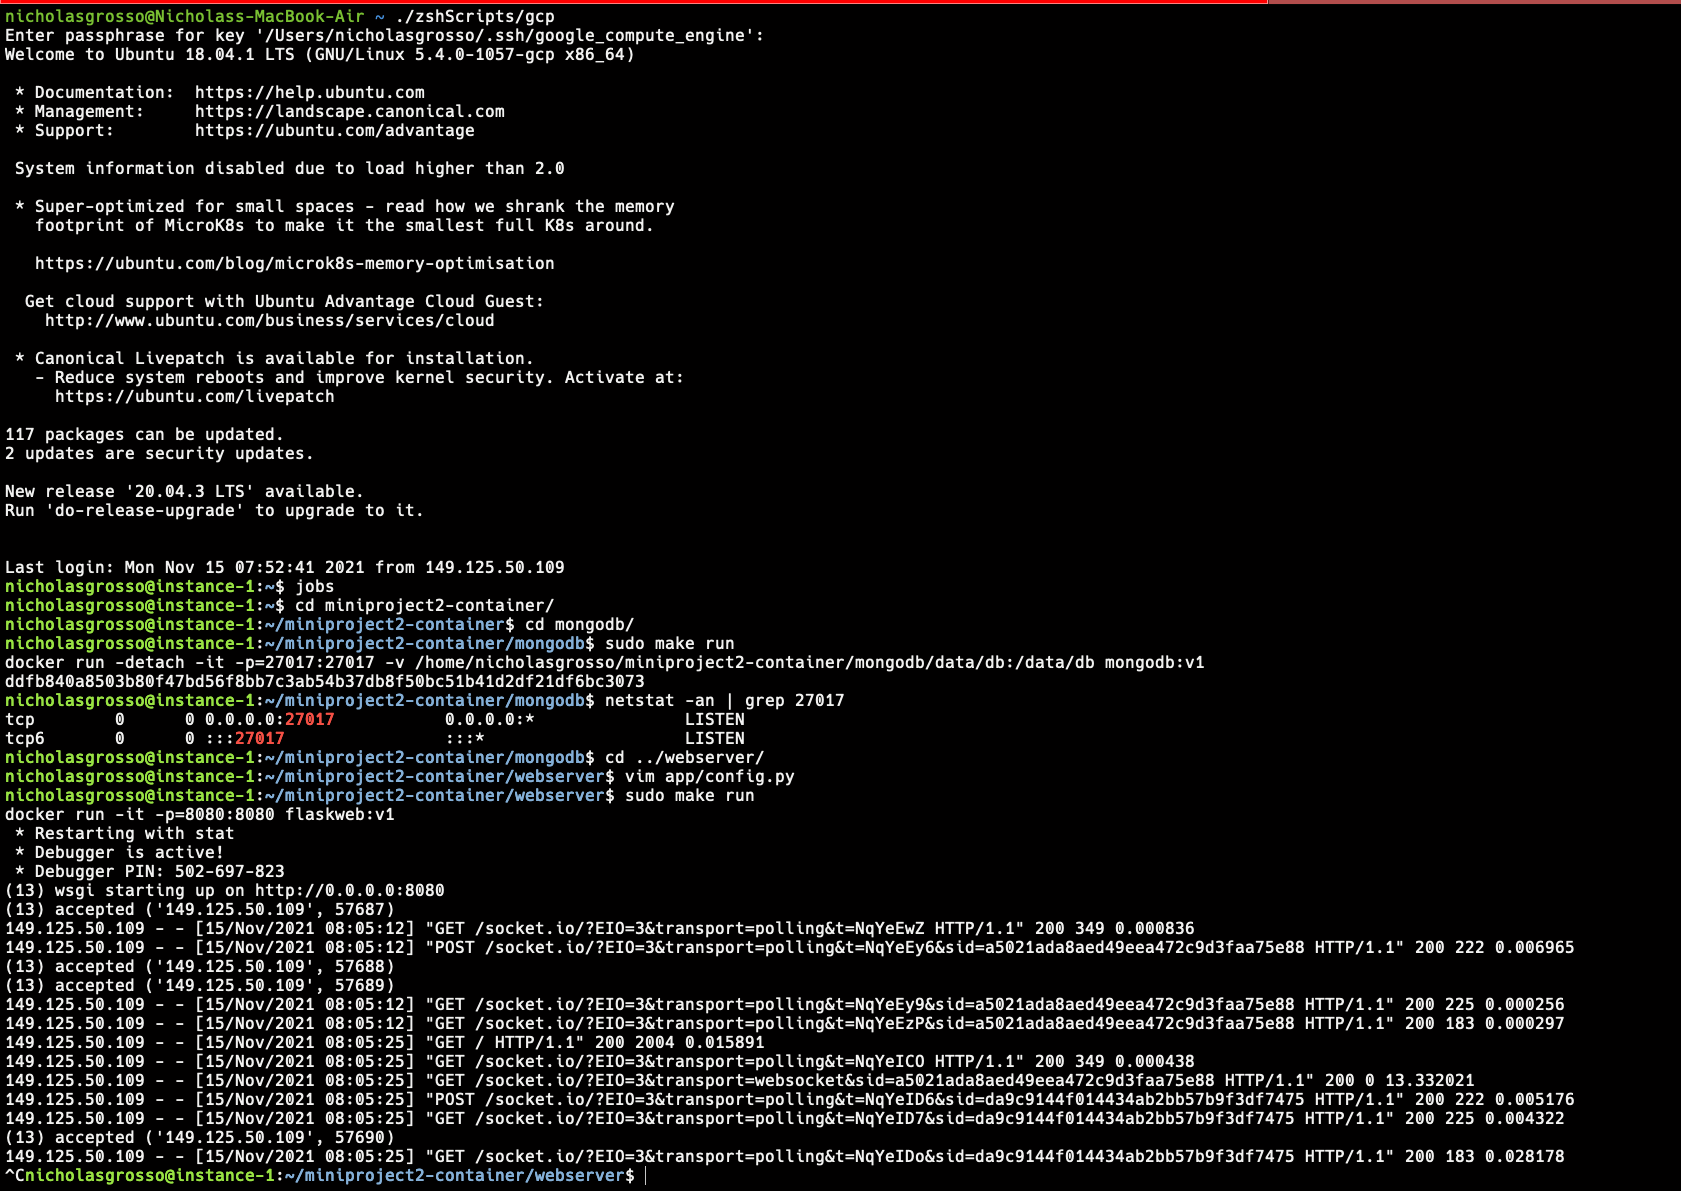 nicholasgrosso@Nicholass-MacBook-Air ~ ./zshScripts/gcp
Enter passphrase for key '/Users/nicholasgrosso/.ssh/google_compute_engine':
Welcome to Ubuntu 18.04.1 LTS (GNU/Linux 5.4.0-1057-gcp x86_64)
* Documentation:  https://help.ubuntu.com
* Management:     https://landscape.canonical.com
* Support:        https://ubuntu.com/advantage
System information disabled due to load higher than 2.0
* Super-optimized for small spaces - read how we shrank the memory
footprint of MicroK8s to make it the smallest full K8s around.
https://ubuntu.com/blog/microk8s-memory-optimisation
Get cloud support with Ubuntu Advantage Cloud Guest:
http://www.ubuntu.com/business/services/cloud
* Canonical Livepatch is available for installation.
- Reduce system reboots and improve kernel security. Activate at:
https://ubuntu.com/livepatch
117 packages can be updated.
2 updates are security updates.
New release '20.04.3 LTS' available.
Run 'do-release-upgrade' to upgrade to it.
Last login: Mon Nov 15 07:52:41 2021 from 149.125.50.109
nicholasgrosso@instance-1:~$ jobs
nicholasgrosso@instance-1:~$ cd miniproject2-container/
nicholasgrosso@instance-1:~/miniproject2-container$ cd mongodb/
nicholasgrosso@instance-1:~/miniproject2-container/mongodb$ sudo make run
docker run -detach -it -p=27017:27017 -v /home/nicholasgrosso/miniproject2-container/mongodb/data/db:/data/db mongodb:v1
ddfb840a8503b80f47bd56f8bb7c3ab54b37db8f50bc51b41d2df21df6bc3073
nicholasgrosso@instance-1:~/miniproject2-container/mongodb$ netstat -an | grep 27017
tcp        0      0 0.0.0.0:27017           0.0.0.0:*               LISTEN
tcp6       0      0 :::27017                :::*                    LISTEN
nicholasgrosso@instance-1:~/miniproject2-container/mongodb$ cd ../webserver/
nicholasgrosso@instance-1:~/miniproject2-container/webserver$ vim app/config.py
nicholasgrosso@instance-1:~/miniproject2-container/webserver$ sudo make run
docker run -it -p=8080:8080 flaskweb:v1
* Restarting with stat
* Debugger is active!
* Debugger PIN: 502-697-823
(13) wsgi starting up on http://0.0.0.0:8080
(13) accepted ('149.125.50.109', 57687)
149.125.50.109 - - [15/Nov/2021 08:05:12] "GET /socket.io/?EIO=3&transport=polling&t=NqYeEwZ HTTP/1.1" 200 349 0.000836
149.125.50.109 - - [15/Nov/2021 08:05:12] "POST /socket.io/?EIO=3&transport=polling&t=NqYeEy6&sid=a5021ada8aed49eea472c9d3faa75e88 HTTP/1.1" 200 222 0.006965
(13) accepted ('149.125.50.109', 57688)
(13) accepted ('149.125.50.109', 57689)
149.125.50.109 - - [15/Nov/2021 08:05:12] "GET /socket.io/?EIO=3&transport=polling&t=NqYeEy9&sid=a5021ada8aed49eea472c9d3faa75e88 HTTP/1.1" 200 225 0.000256
149.125.50.109 - - [15/Nov/2021 08:05:12] "GET /socket.io/?EIO=3&transport=polling&t=NqYeEzP&sid=a5021ada8aed49eea472c9d3faa75e88 HTTP/1.1" 200 183 0.000297
149.125.50.109 - - [15/Nov/2021 08:05:25] "GET / HTTP/1.1" 200 2004 0.015891
149.125.50.109 - - [15/Nov/2021 08:05:25] "GET /socket.io/?EIO=3&transport=polling&t=NqYeICO HTTP/1.1" 200 349 0.000438
149.125.50.109 - - [15/Nov/2021 08:05:25] "GET /socket.io/?EIO=3&transport=websocket&sid=a5021ada8aed49eea472c9d3faa75e88 HTTP/1.1" 200 0 13.332021
149.125.50.109 - - [15/Nov/2021 08:05:25] "POST /socket.io/?EIO=3&transport=polling&t=NqYeID6&sid=da9c9144f014434ab2bb57b9f3df7475 HTTP/1.1" 200 222 0.005176
149.125.50.109 - - [15/Nov/2021 08:05:25] "GET /socket.io/?EIO=3&transport=polling&t=NqYeID7&sid=da9c9144f014434ab2bb57b9f3df7475 HTTP/1.1" 200 225 0.004322
(13) accepted ('149.125.50.109', 57690)
149.125.50.109 - - [15/Nov/2021 08:05:25] "GET /socket.io/?EIO=3&transport=polling&t=NqYeIDo&sid=da9c9144f014434ab2bb57b9f3df7475 HTTP/1.1" 200 183 0.028178
^Cnicholasgrosso@instance-1:~/miniproject2-container/webserver$